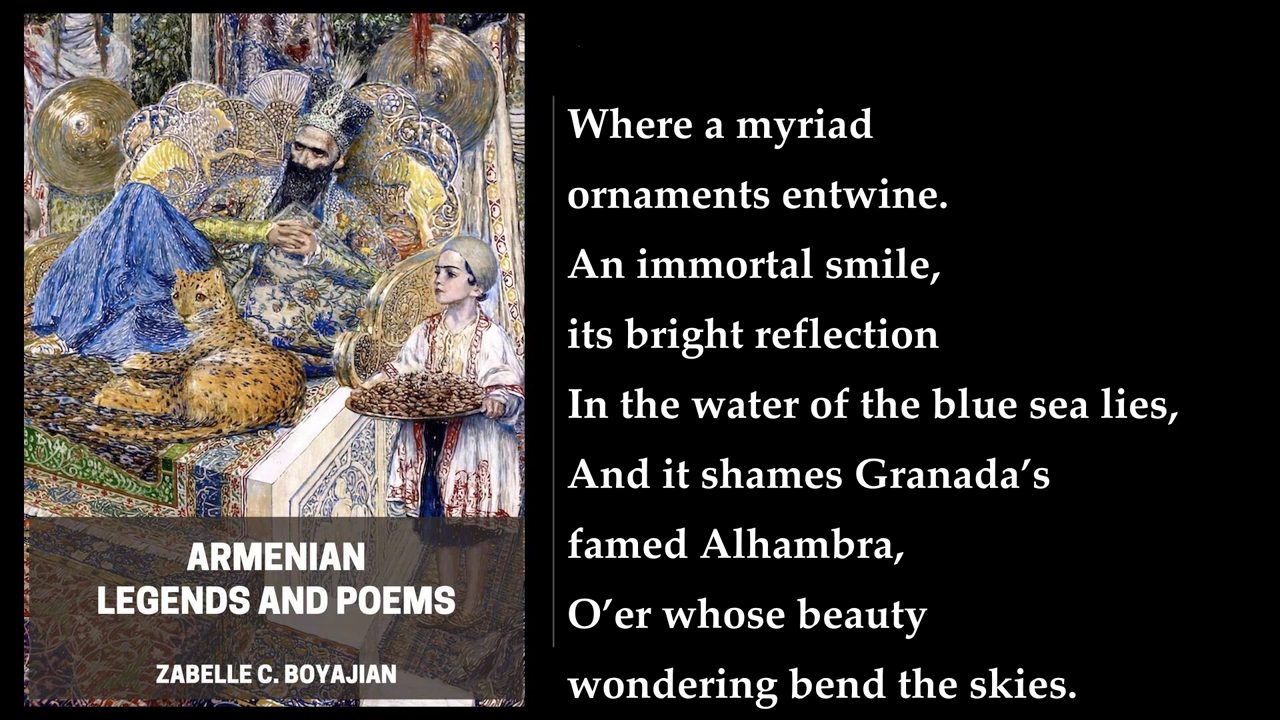 ARMENIAN
LEGENDS AND POEMS
ZABELLE C. BOYAJIAN
Where a myriad
ornaments entwine.
An immortal smile,
its bright reflection
In the water of the blue sea lies,
And it shames Granada’s
famed Alhambra,
O’er whose beauty
wondering bend the skies.